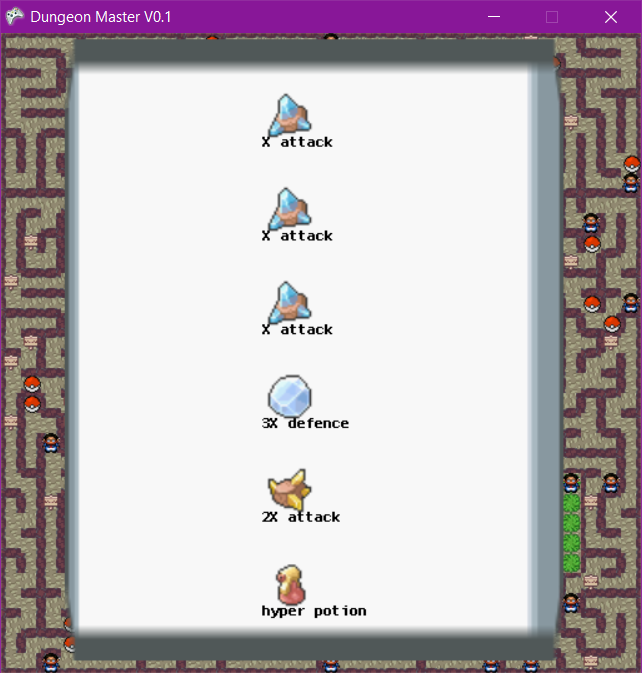 Dungeon Master V0.1
X attack
X attack
X attack
3X defence
2X attack
hyper potion